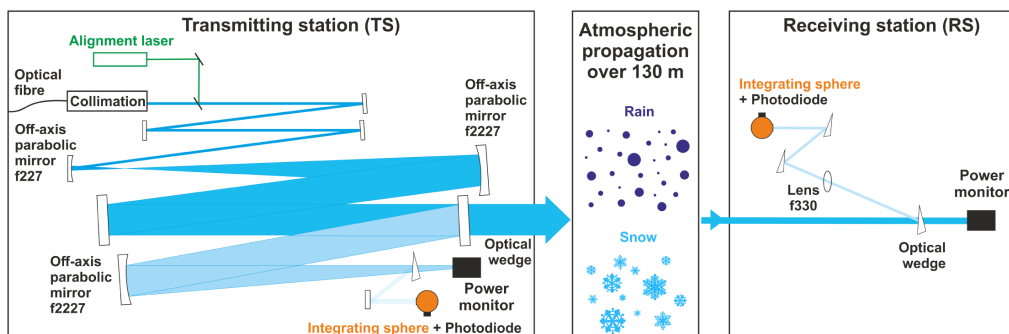 Transmitting station (TS)
Alignment laser
Optical
fibre
Collimation
Off-axis
parabolic
mirror
f2227
Off-axis
parabolic
mirror
f227
Off-axis
parabolic
mirror
f2227
Optical
wedge
Power
monitor
Integrating sphere + Photodiode
Atmospheric
propagation
over 130 m
Rain
Snow
Receiving station (RS)
Integrating sphere
+ Photodiode
Lens
f330
Power
monitor
Optical
wedge